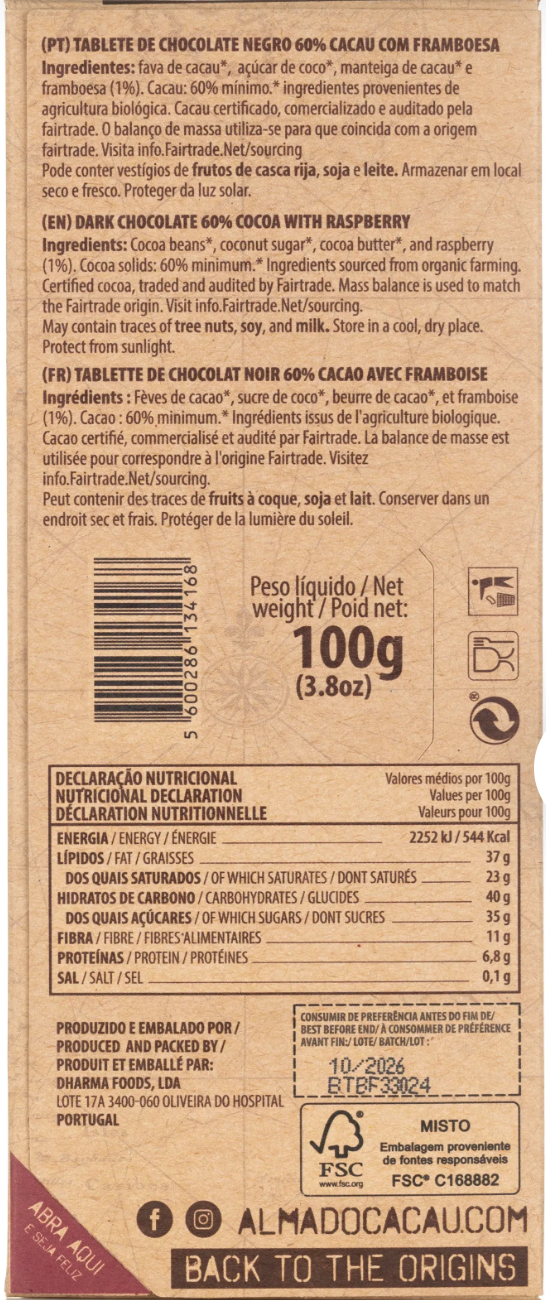 (PT) TABLETE DE CHOCOLATE NEGRO 60% CACAU COM FRAMBOESA
Ingredientes: fava de cacau*, açúcar de coco*, manteiga de cacau* e
framboesa (1%). Cacau: 60% mínimo.* ingredientes provenientes de
agricultura biológica. Cacau certificado, comercializado e auditado pela
fairtrade. O balanço de massa utiliza-se para que coincida com a origem
fairtrade. Visita info.Fairtrade.Net/sourcing
Pode conter vestígios de frutos de casca rija, soja e leite. Armazenar em local
seco e fresco. Proteger da luz solar.
(EN) DARK CHOCOLATE 60% COCOA WITH RASPBERRY
Ingredients: Cocoa beans*, coconut sugar*, cocoa butter*, and raspberry
(1%). Cocoa solids: 60% minimum.* Ingredients sourced from organic farming.
Certified cocoa, traded and audited by Fairtrade. Mass balance is used to match
the Fairtrade origin. Visit info.Fairtrade.Net/sourcing.
May contain traces of tree nuts, soy, and milk. Store in a cool, dry place.
Protect from sunlight.
(FR) TABLETTE DE CHOCOLAT NOIR 60% CACAO AVEC FRAMBOISE
Ingrédients : Fèves de cacao*, sucre de coco*, beurre de cacao*, et framboise
(1%). Cacao : 60% minimum.* Ingrédients issus de l'agriculture biologique.
Cacao certifié, commercialisé et audité par Fairtrade. La balance de masse est
utilisée pour correspondre à l'origine Fairtrade. Visitez
info.Fairtrade.Net/sourcing.
Peut contenir des traces de fruits à coque, soja et lait. Conserver dans un
endroit sec et frais. Protéger de la lumière du soleil.
5 600286 134168
Peso líquido / Net
weight / Poid net:
100g
(3.8oz)
DECLARAÇÃO NUTRICIONAL Valores médios por 100g
NUTRICIONAL DECLARATION Values per 100g
DÉCLARATION NUTRITIONNELLE Valeurs pour 100g
ENERGIA / ENERGY / ÉNERGIE 2252 kJ / 544 Kcal
LÍPIDOS / FAT / GRAISSES 37 g
DOS QUAIS SATURADOS / OF WHICH SATURATES / DONT SATURÉS 23 g
HIDRATOS DE CARBONO / CARBOHYDRATES / GLUCIDES 40 g
DOS QUAIS AÇÚCARES / OF WHICH SUGARS / DONT SUCRES 35 g
FIBRA / FIBRE / FIBRES ALIMENTAIRES 11 g
PROTEÍNAS / PROTEIN / PROTÉINES 6,8 g
SAL / SALT / SEL 0,1 g
PRODUZIDO E EMBALADO POR /
PRODUCED AND PACKED BY /
PRODUIT ET EMBALLÉ PAR:
DHARMA FOODS, LDA
LOTE 17A 3400-060 OLIVEIRA DO HOSPITAL
PORTUGAL
CONSUMIR DE PREFERÊNCIA ANTES DO FIM DE/
BEST BEFORE END/ À CONSOMMER DE PRÉFÉRENCE
AVANT FIN:/ LOTE/ BATCH/LOT :
10/2026
BTBF33024
FSC
www.fsc.org
MISTO
Embalagem proveniente
de fontes responsáveis
FSC® C168882
ABRA AQUI
E SEJA FELIZ
ALMADOCACAU.COM
BACK TO THE ORIGINS